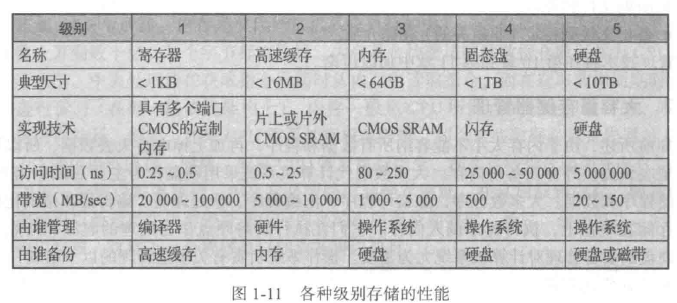 级别 1 2 3 4 5
名称 寄存器 高速缓存 内存 固态盘 硬盘
典型尺寸 < 1KB < 16MB < 64GB < 1TB < 10TB
实现技术 具有多个端口CMOS的定制内存 片上或片外CMOS SRAM CMOS SRAM 闪存 硬盘
访问时间（ns） 0.25 ~ 0.5 0.5 ~ 25 80 ~ 250 25 000 ~ 50 000 5 000 000
带宽（MB/sec） 20 000 ~ 100 000 5 000 ~ 10 000 1 000 ~ 5 000 500 20 ~ 150
由谁管理 编译器 硬件 操作系统 操作系统 操作系统
由谁备份 高速缓存 内存 硬盘 硬盘 硬盘或磁带
图 1-11 各种级别存储的性能